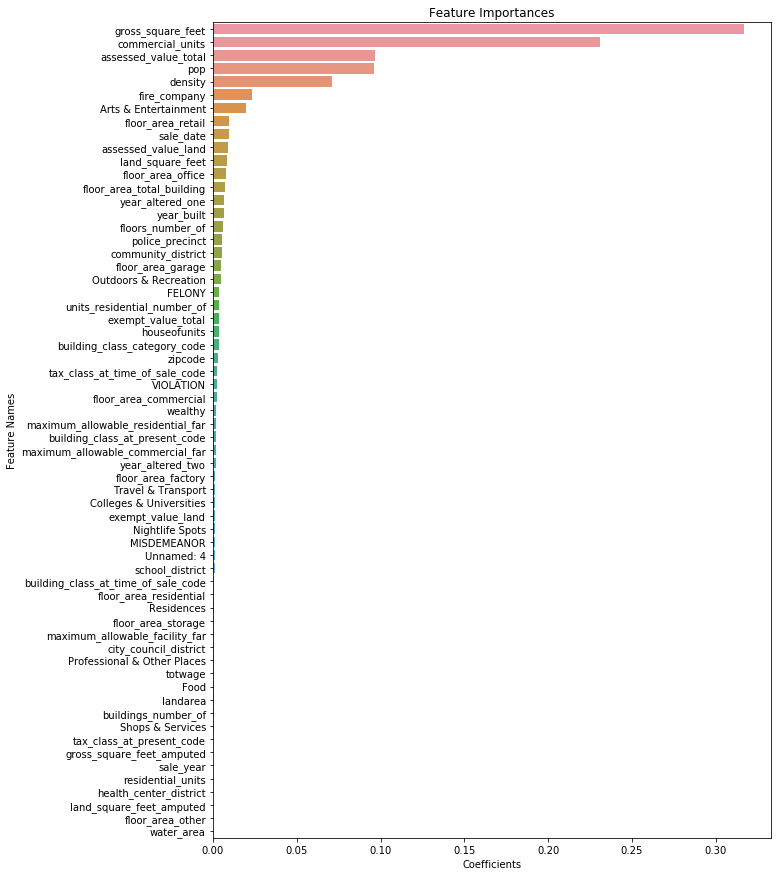 Feature Importances
gross_square_feet
commercial_units
assessed_value_total
pop
density
fire_company
Arts & Entertainment
floor_area_retail
sale_date
assessed_value_land
land_square_feet
floor_area_office
floor_area_total_building
year_altered_one
year_built
floors_number_of
police_precinct
community_district
floor_area_garage
Outdoors & Recreation
FELONY
units_residential_number_of
exempt_value_total
houseofunits
building_class_category_code
zipcode
tax_class_at_time_of_sale_code
VIOLATION
floor_area_commercial
wealthy
maximum_allowable_residential_far
building_class_at_present_code
maximum_allowable_commercial_far
year_altered_two
floor_area_factory
Travel & Transport
Colleges & Universities
exempt_value_land
Nightlife Spots
MISDEMEANOR
Unnamed: 4
school_district
building_class_at_time_of_sale_code
floor_area_residential
Residences
floor_area_storage
maximum_allowable_facility_far
city_council_district
Professional & Other Places
totwage
Food
landarea
buildings_number_of
Shops & Services
tax_class_at_present_code
gross_square_feet_amputed
sale_year
residential_units
health_center_district
land_square_feet_amputed
floor_area_other
water_area
Feature Names
0.00 0.05 0.10 0.15 0.20 0.25 0.30
Coefficients